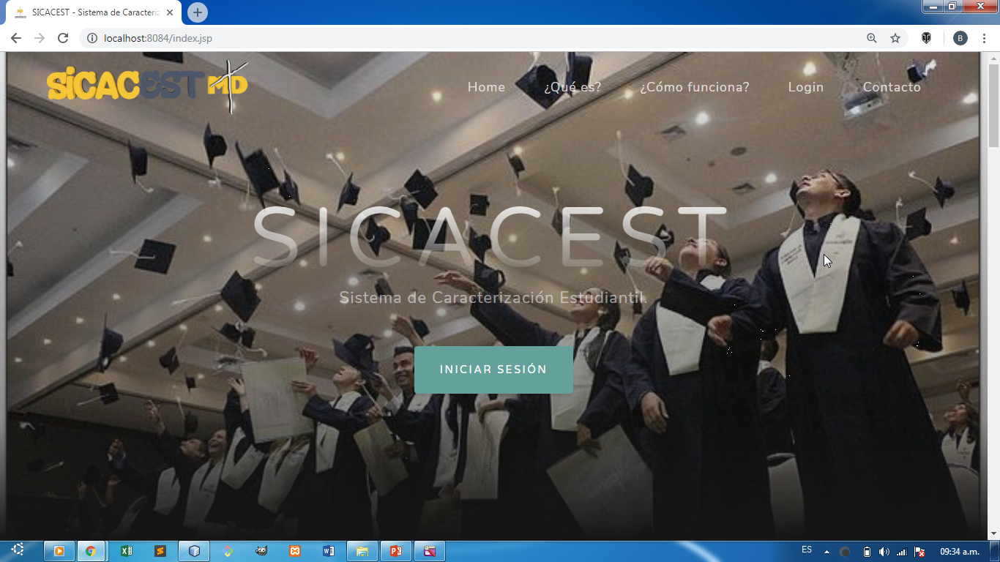 SICACEST - Sistema de Caracteriz
localhost:8084/index.jsp
B
SiCACEST MD
Home ¿Qué es? ¿Cómo funciona? Login Contacto
SICACEST
Sistema de Caracterización Estudiantil.
INICIAR SESIÓN
ES 09:34 a.m.